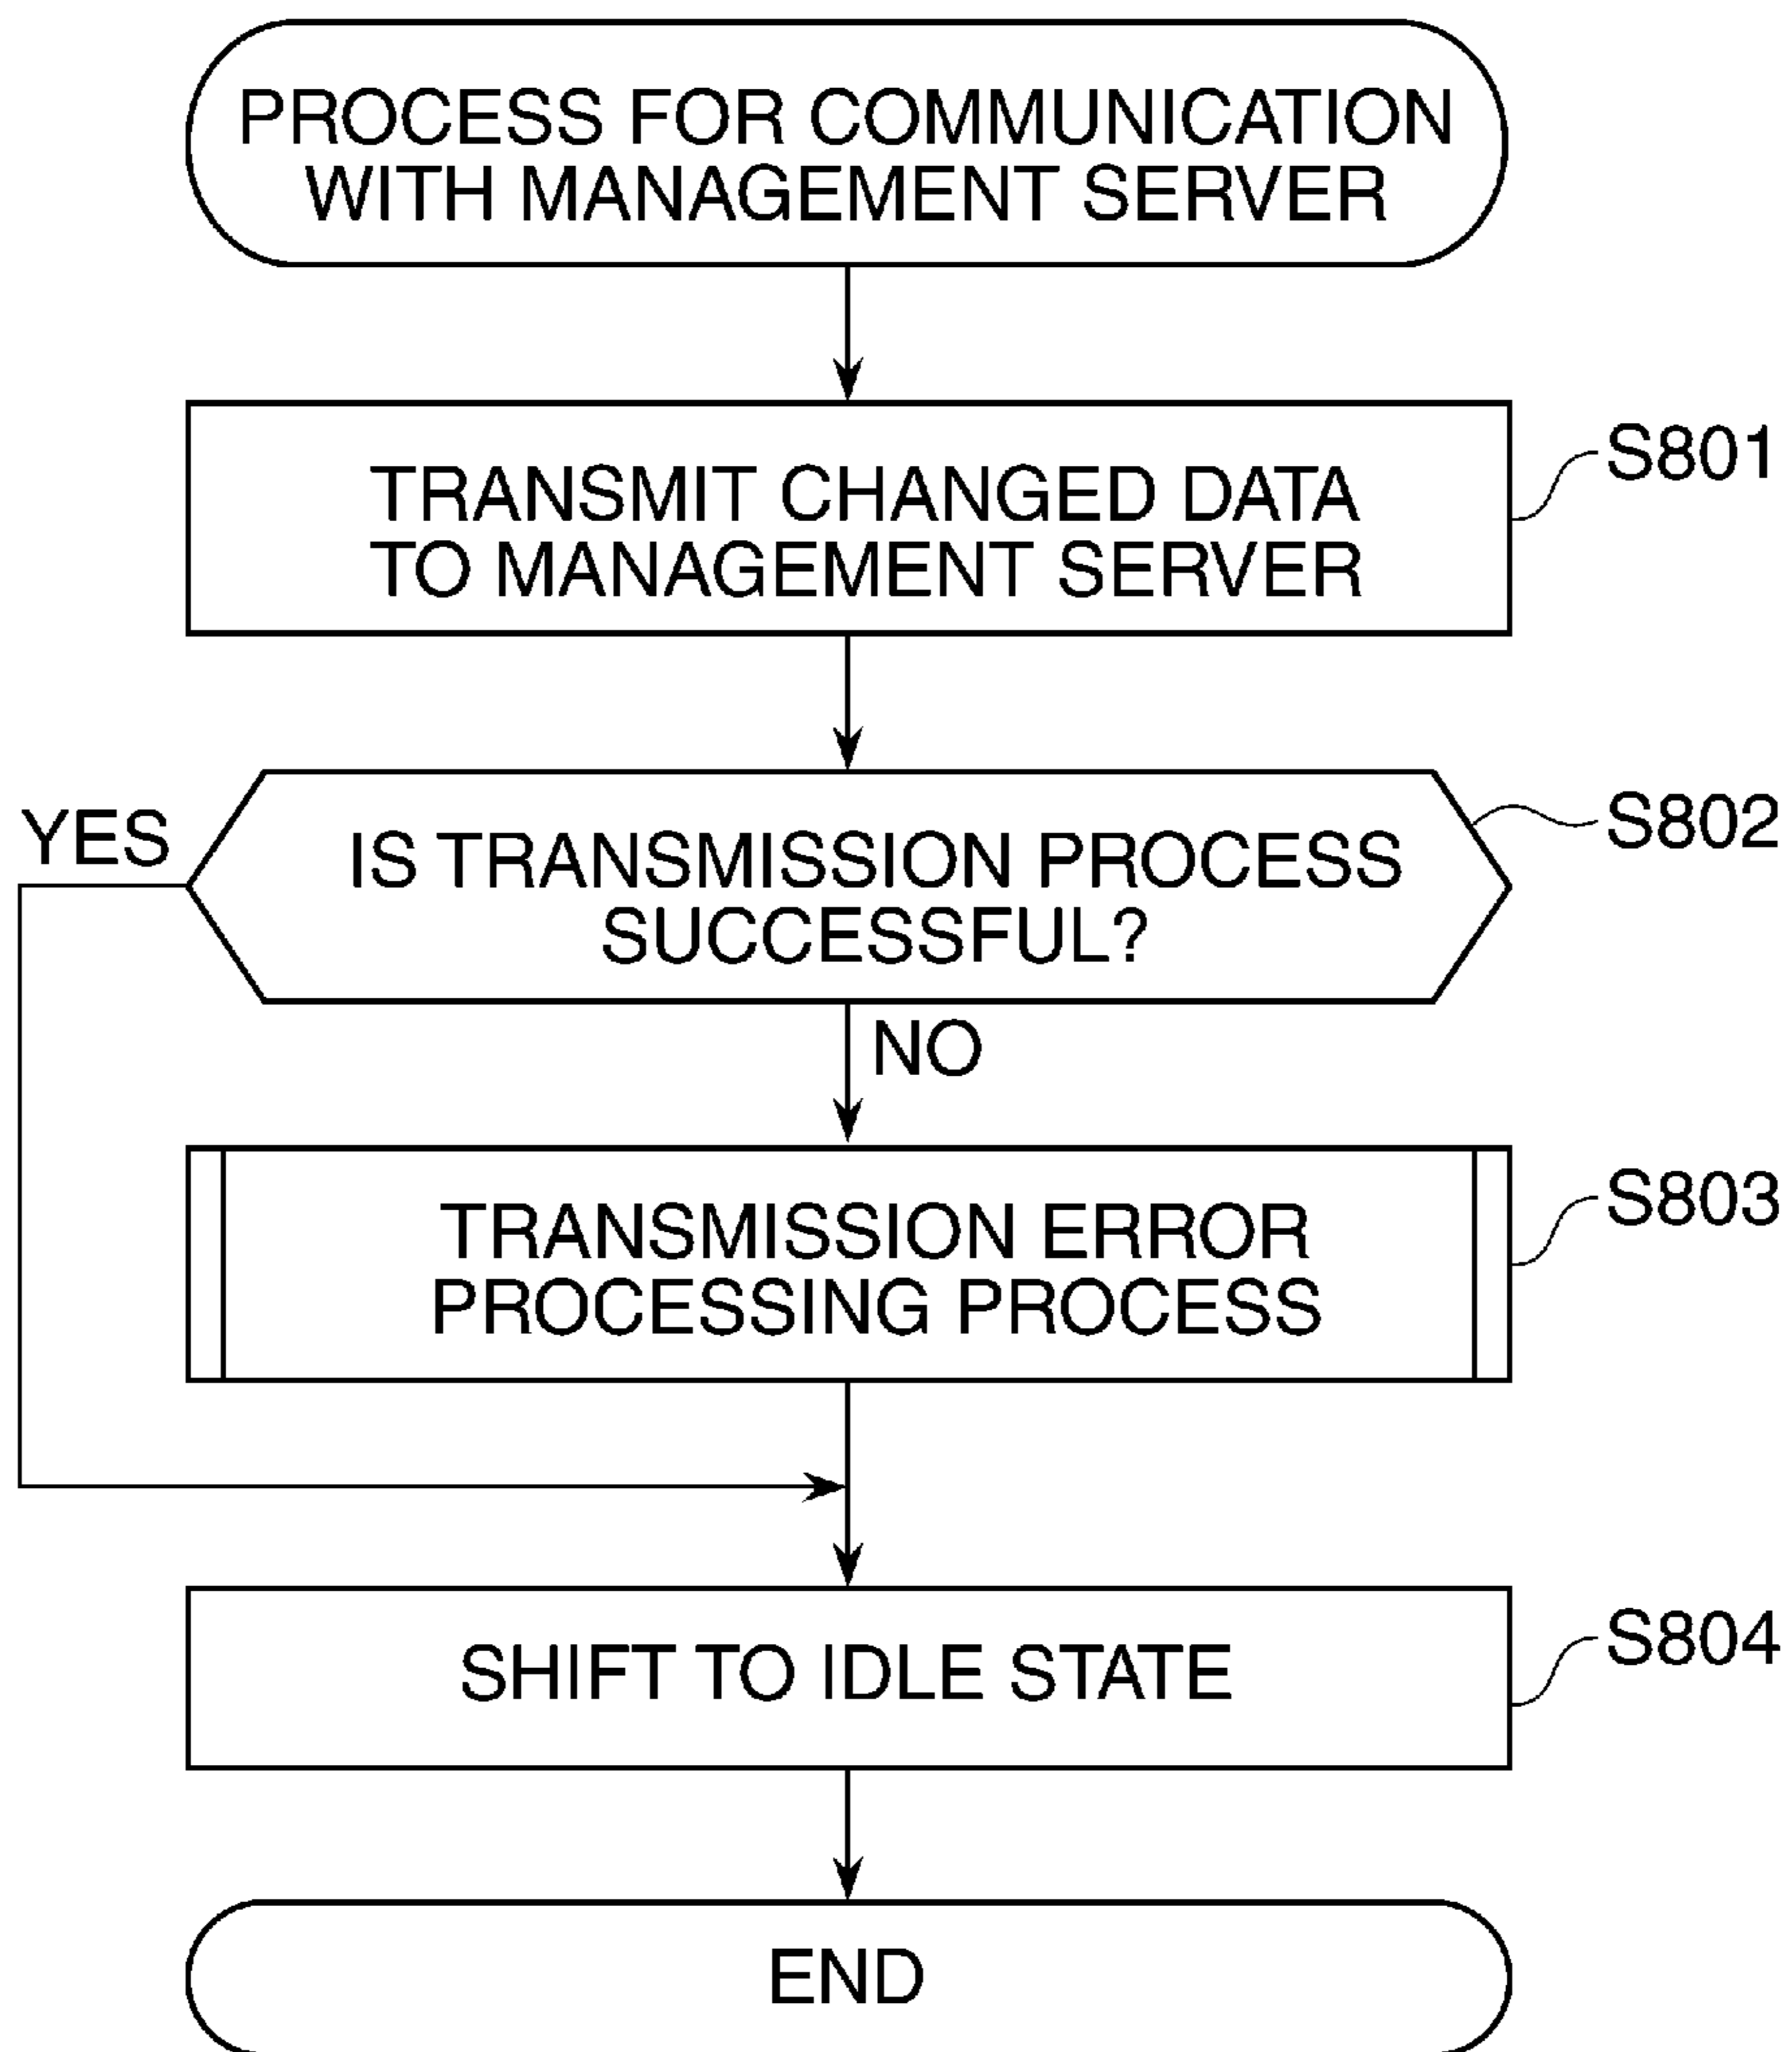 PROCESS FOR COMMUNICATION
WITH MANAGEMENT SERVER
TRANSMIT CHANGED DATA
TO MANAGEMENT SERVER
S801
YES
IS TRANSMISSION PROCESS
SUCCESSFUL?
S802
NO
TRANSMISSION ERROR
PROCESSING PROCESS
S803
SHIFT TO IDLE STATE
S804
END